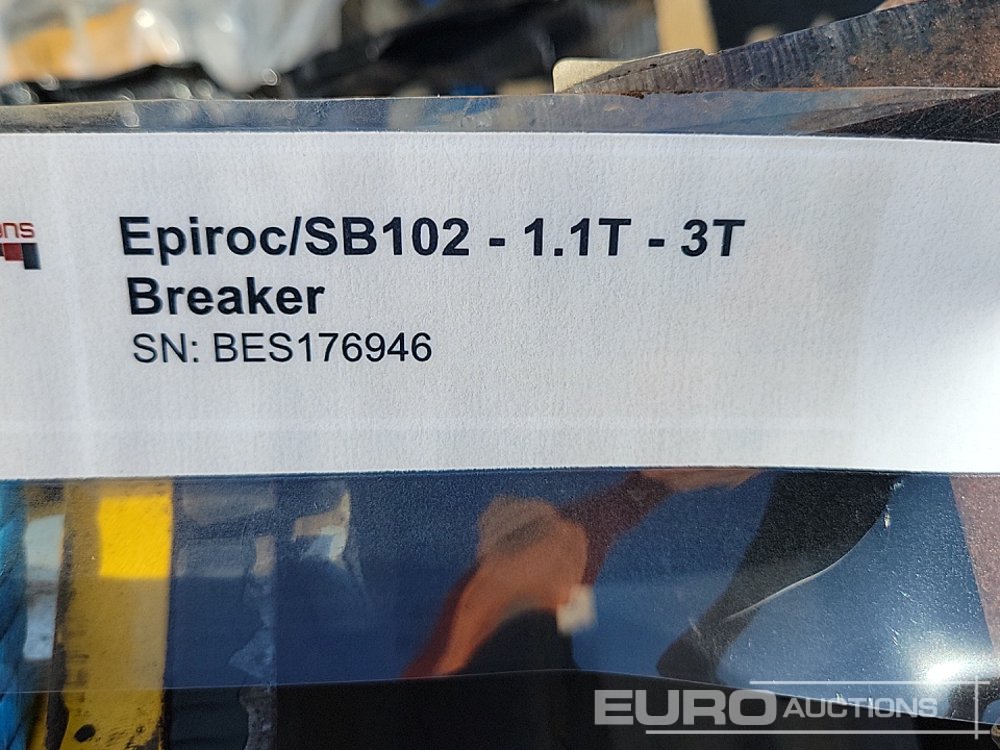 Epiroc/SB102 - 1.1T - 3T
Breaker
SN: BES176946
EURO AUCTIONS